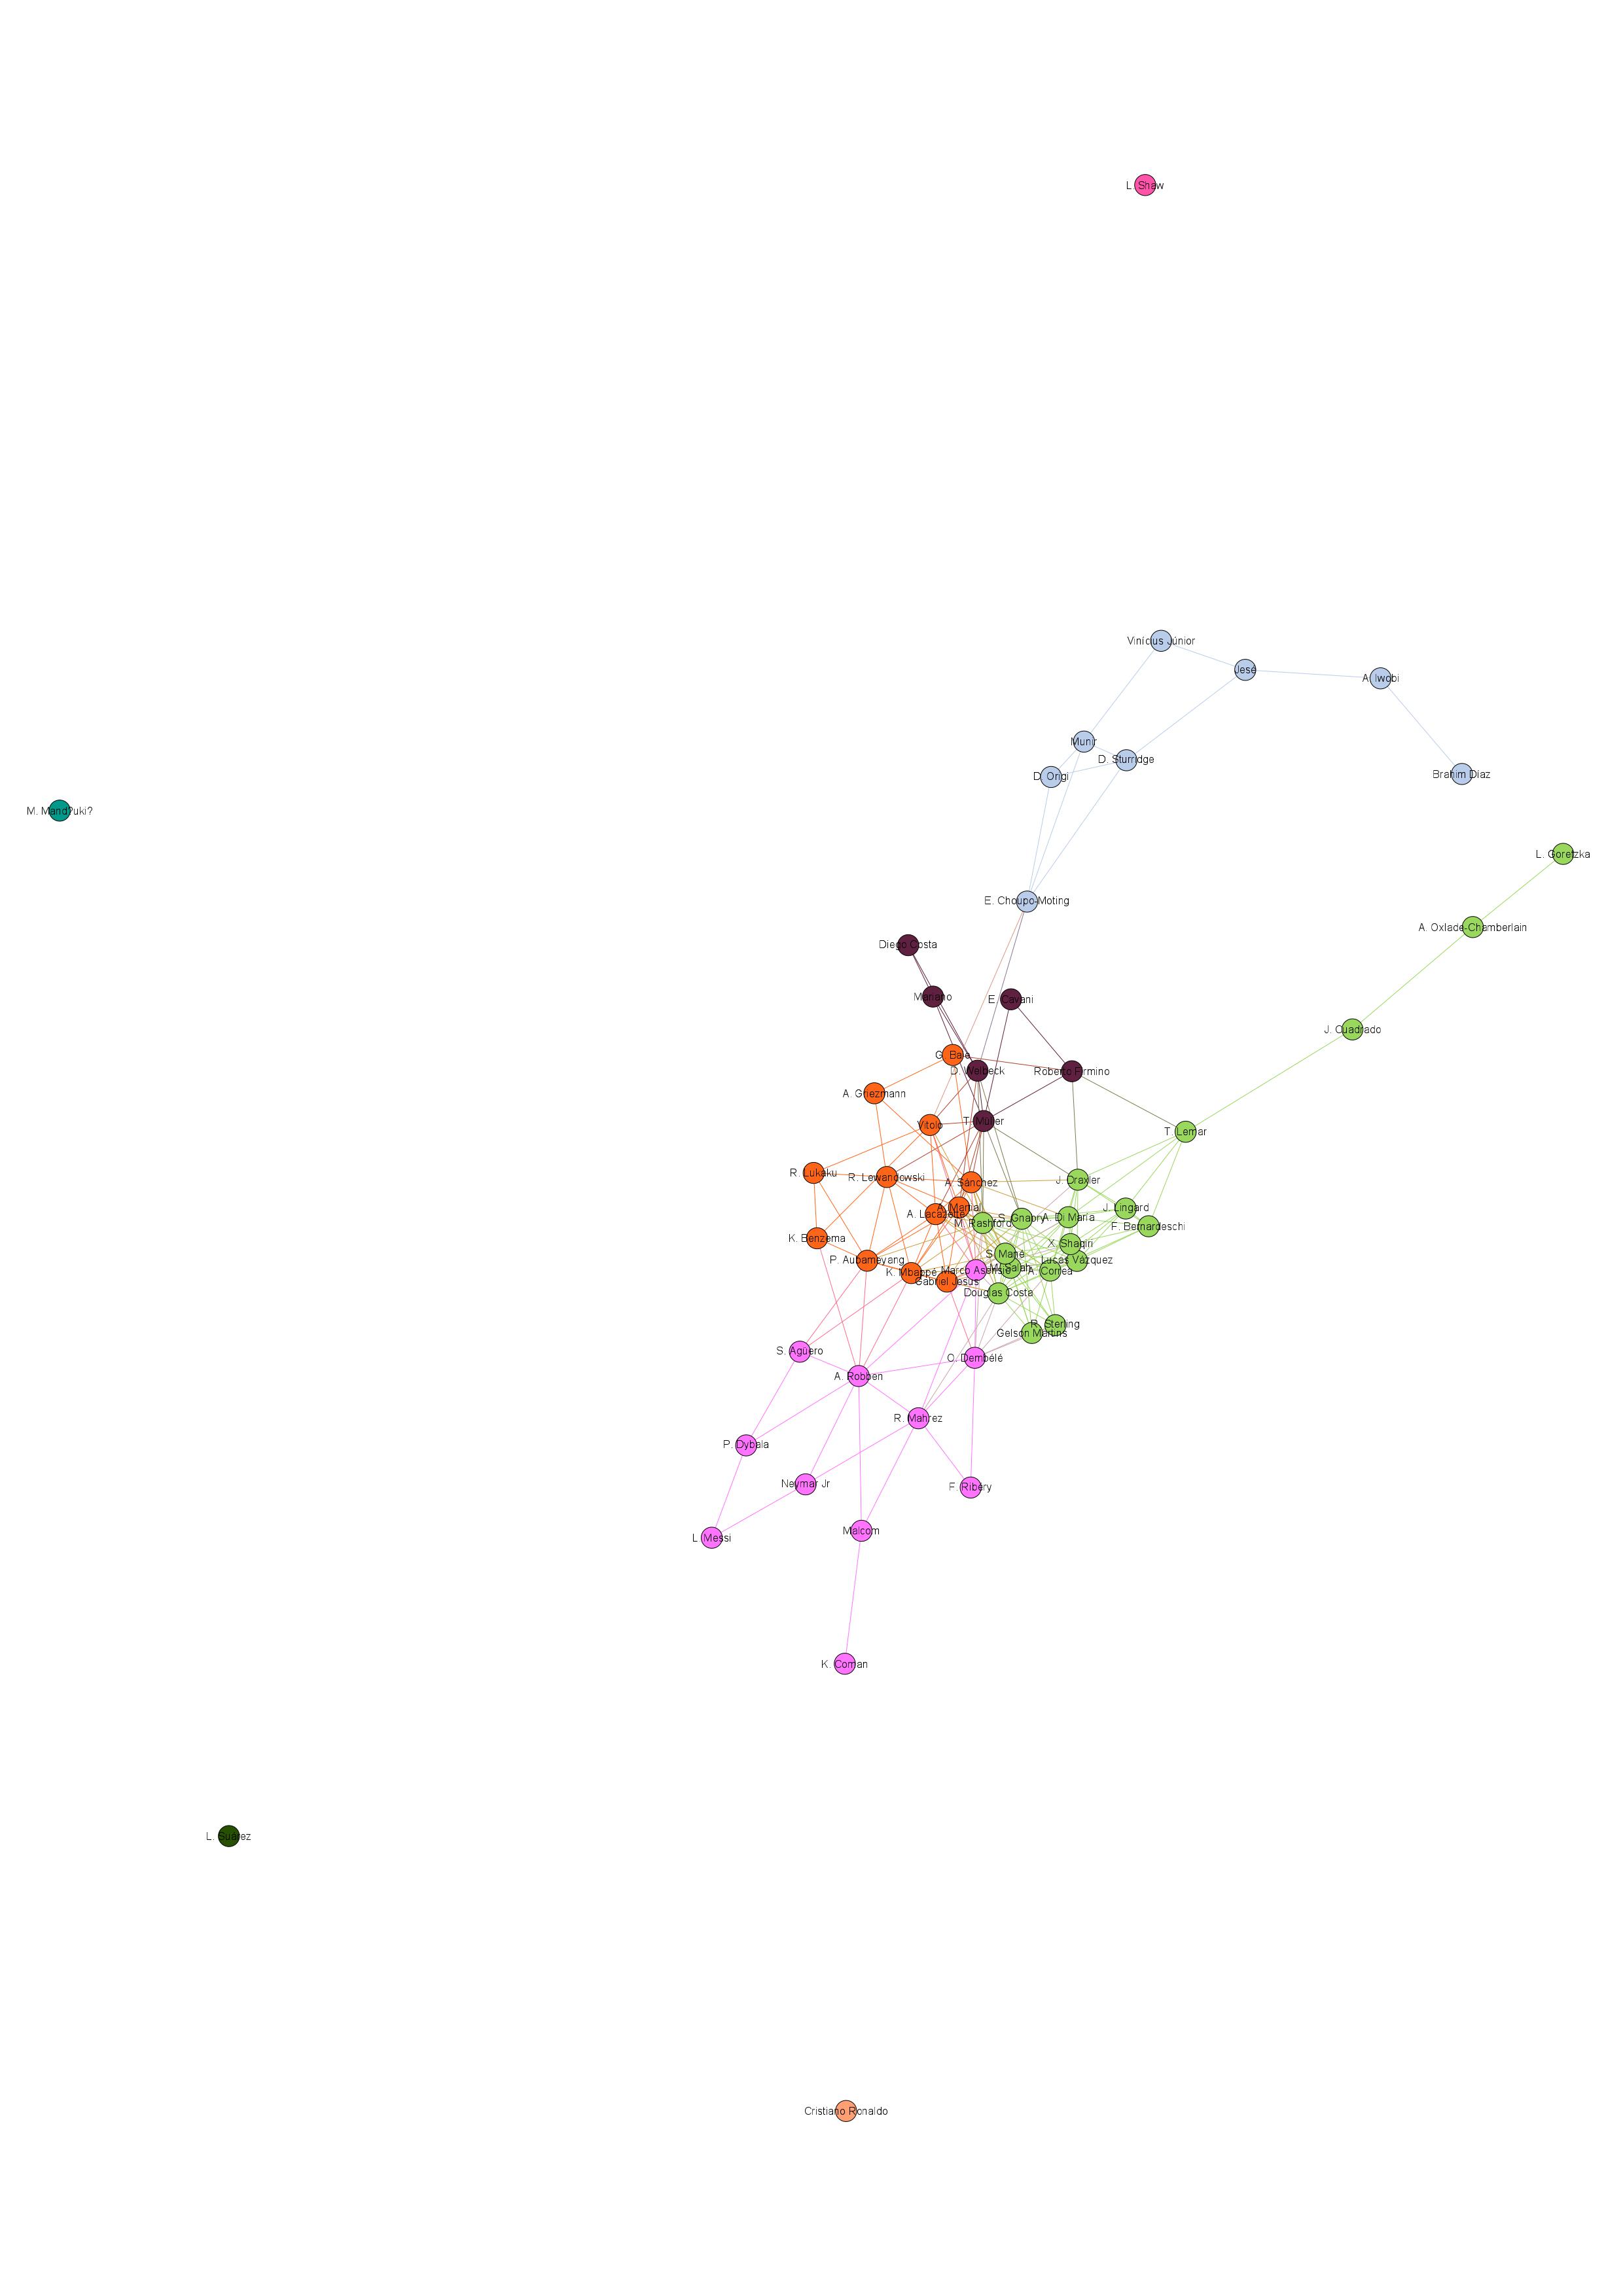 L. Shaw
Vinícius Júnior
Jesé
A. Iwobi
Munir
D. Sturridge
D. Origi
Brahim Díaz
M. Mand?uki?
L. Goretzka
E. Choupo-Moting
A. Oxlade-Chamberlain
Diego Costa
Mariano
E. Cavani
J. Cuadrado
G. Bale
D. Welbeck
Roberto Firmino
A. Griezmann
T. Müller
Vitolo
T. Lemar
R. Lukaku
R. Lewandowski
J. Draxler
A. Sánchez
A. Martial
J. Lingard
A. Lacazette
A. Di María
S. Gnabry
M. Rashford
F. Bernardeschi
K. Benzema
X. Shaqiri
S. Mané
P. Aubameyang
Lucas Vázquez
M. Salah
Marco Asensio
A. Correa
K. Mbappé
Gabriel Jesus
Douglas Costa
R. Sterling
Gelson Martins
S. Agüero
O. Dembélé
A. Robben
R. Mahrez
P. Dybala
Neymar Jr
F. Ribéry
Malcom
L. Messi
K. Coman
L. Suárez
Cristiano Ronaldo